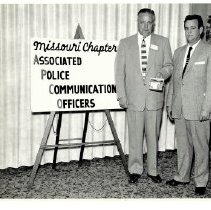 Missouri Chapter
ASSOCIATED
POLICE
COMMUNICATION
OFFICERS